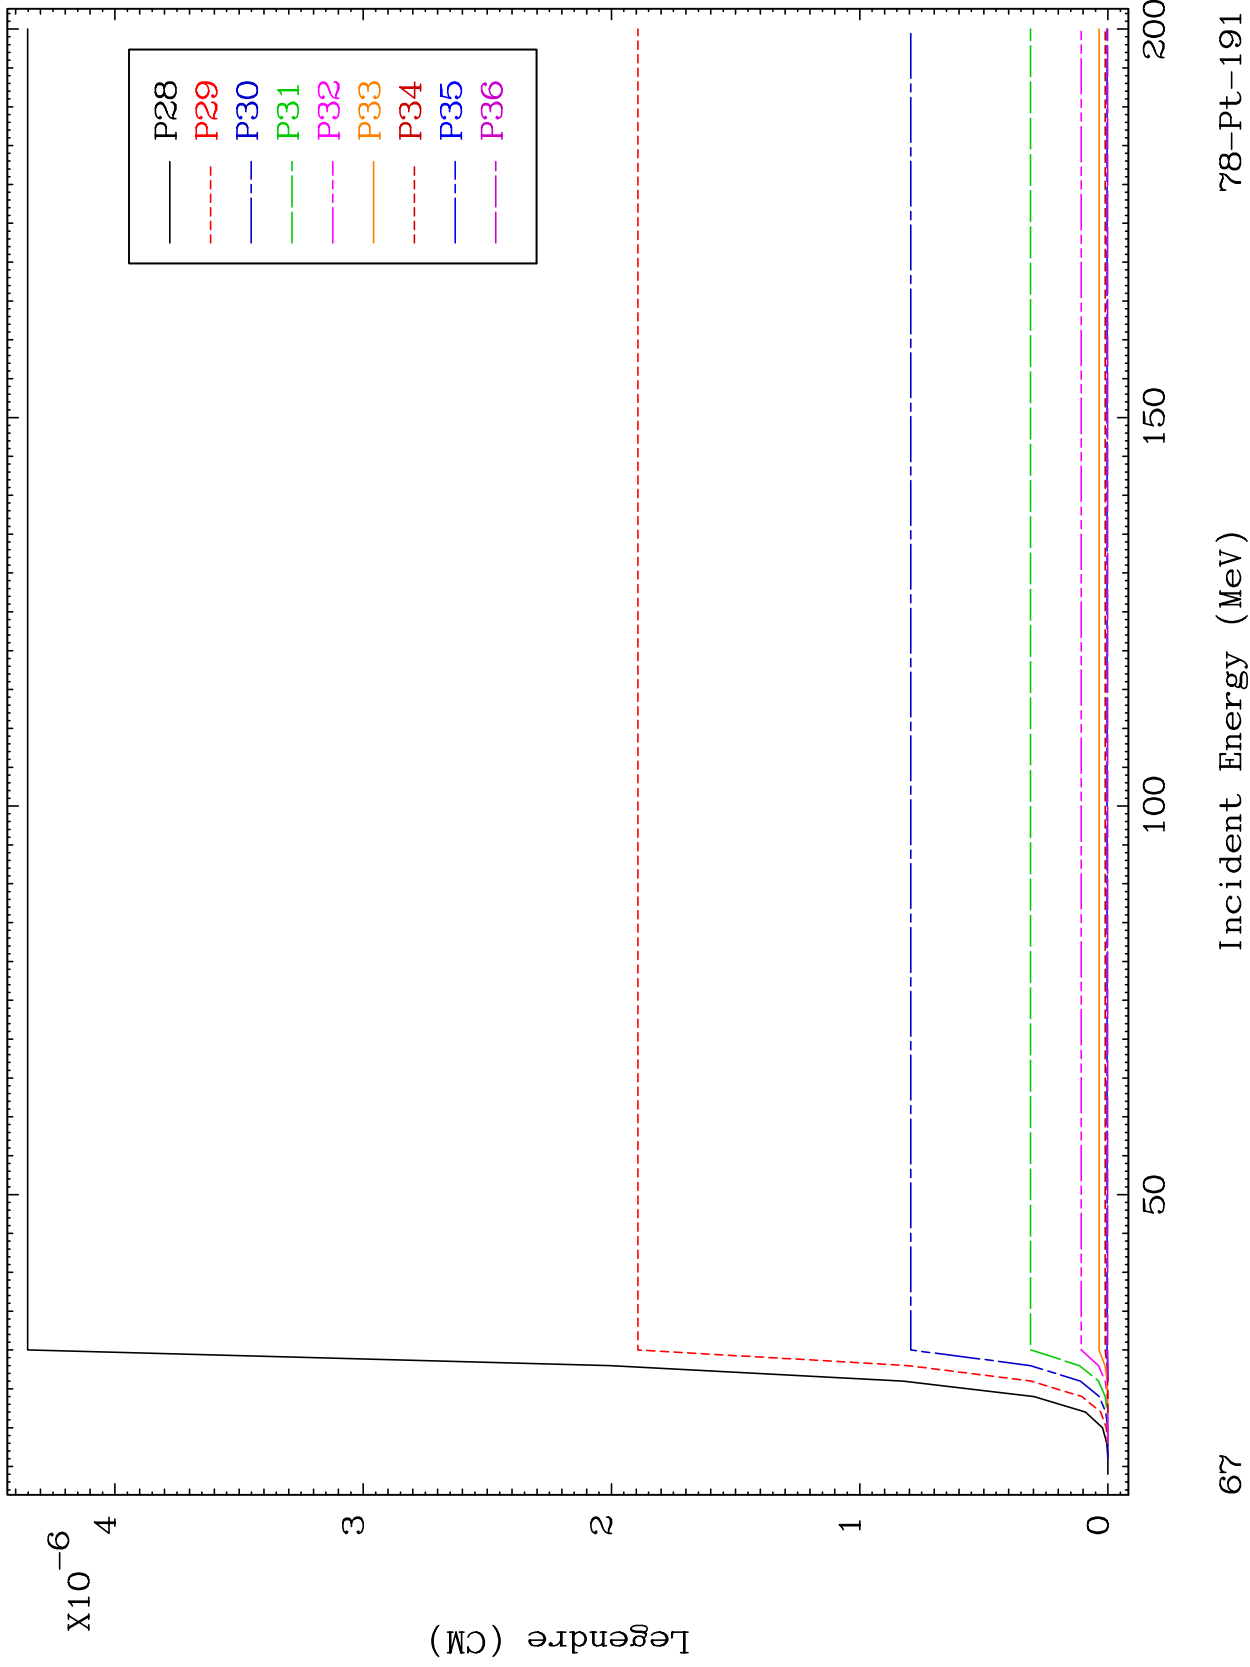 X10-6
4
3
2
1
0
Legendre (CM)
P28
P29
P30
P31
P32
P33
P34
P35
P36
50
100
150
200
67
Incident Energy (MeV)
78-Pt-191